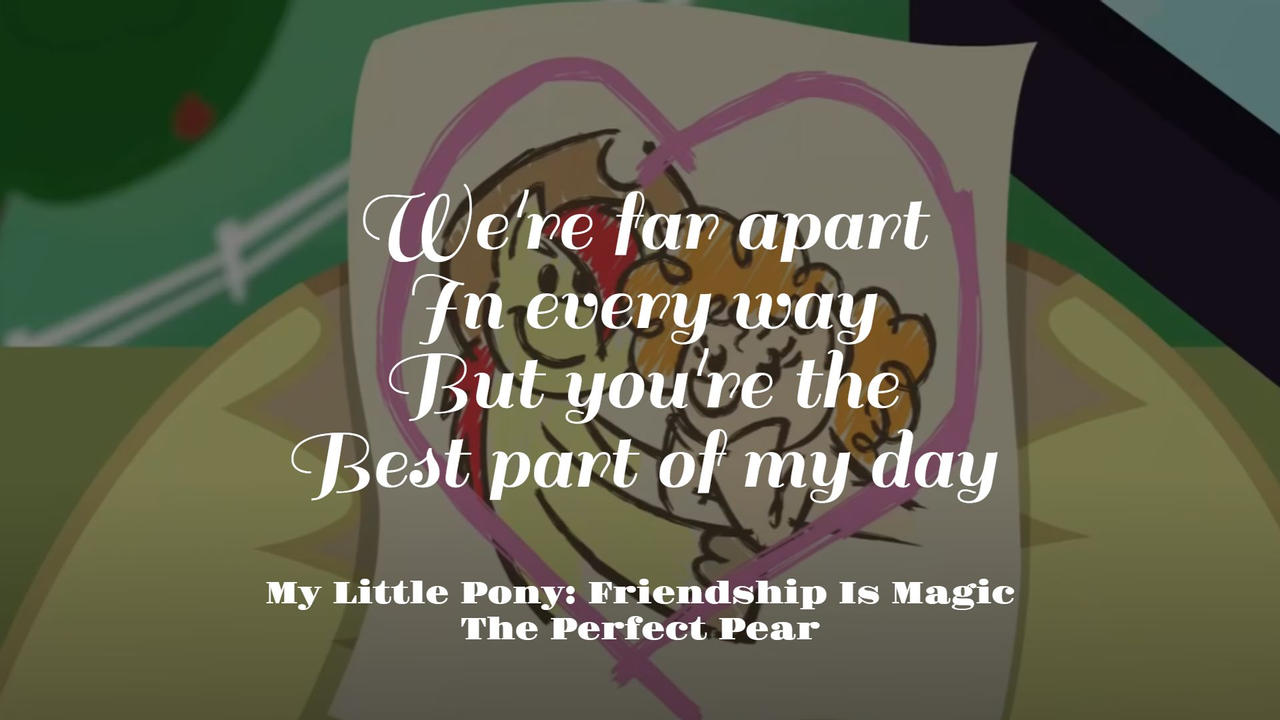 We're far apart
In every way
But you're the
Best part of my day
My Little Pony: Friendship Is Magic
The Perfect Pear